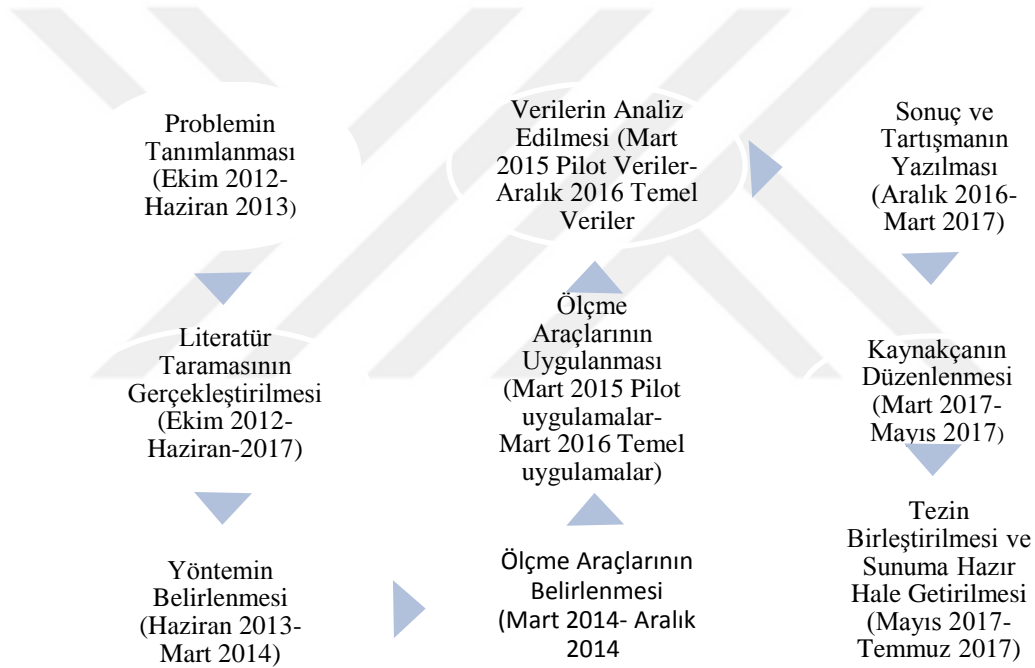 Problemin
Tanımlanması
(Ekim 2012-
Haziran 2013)
Literatür
Taramasının
Gerçekleştirilmesi
(Ekim 2012-
Haziran-2017)
Yöntemin
Belirlenmesi
(Haziran 2013-
Mart 2014)
Ölçme Araçlarının
Belirlenmesi
(Mart 2014- Aralık
2014
Ölçme
Araçlarının
Uygulanması
(Mart 2015 Pilot
uygulamalar-
Mart 2016 Temel
uygulamalar)
Verilerin Analiz
Edilmesi (Mart
2015 Pilot Veriler-
Aralık 2016 Temel
Veriler
Sonuç ve
Tartışmanın
Yazılması
(Aralık 2016-
Mart 2017)
Kaynakçanın
Düzenlenmesi
(Mart 2017-
Mayıs 2017)
Tezin
Birleştirilmesi ve
Sunuma Hazır
Hale Getirilmesi
(Mayıs 2017-
Temmuz 2017)